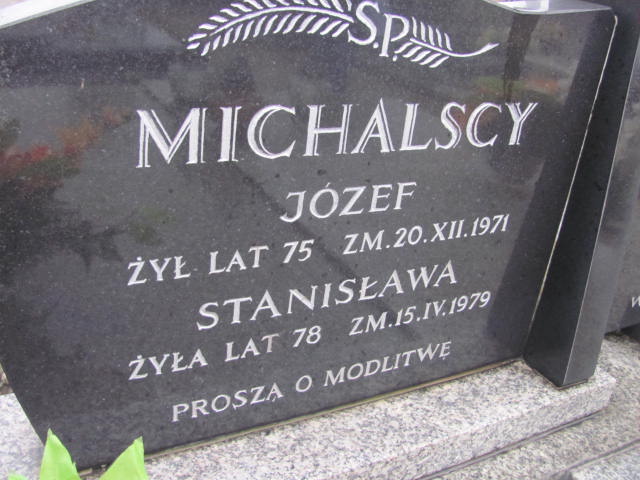 Ś.P.
MICHALSCY
JÓZEF
ŻYŁ LAT 75 ZM. 20. XII. 1971
STANISŁAWA
ŻYŁA LAT 78 ZM. 15. IV. 1979
PROSZĄ O MODLITWĘ